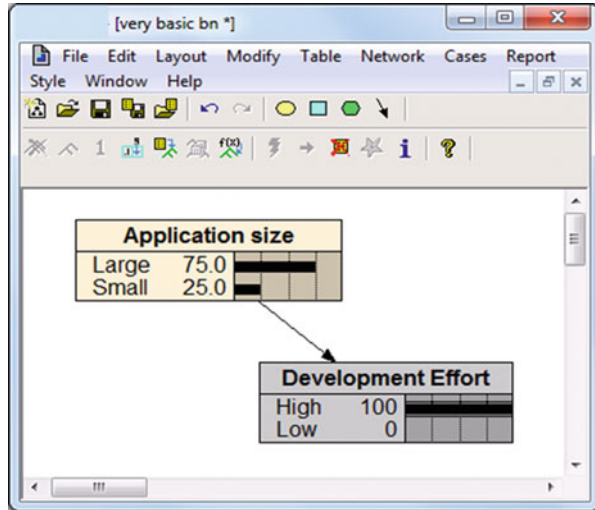 [very basic bn *]
File Edit Layout Modify Table Network Cases Report
Style Window Help
1 f(x) i ?
Application size
Large 75.0
Small 25.0
Development Effort
High 100
Low 0